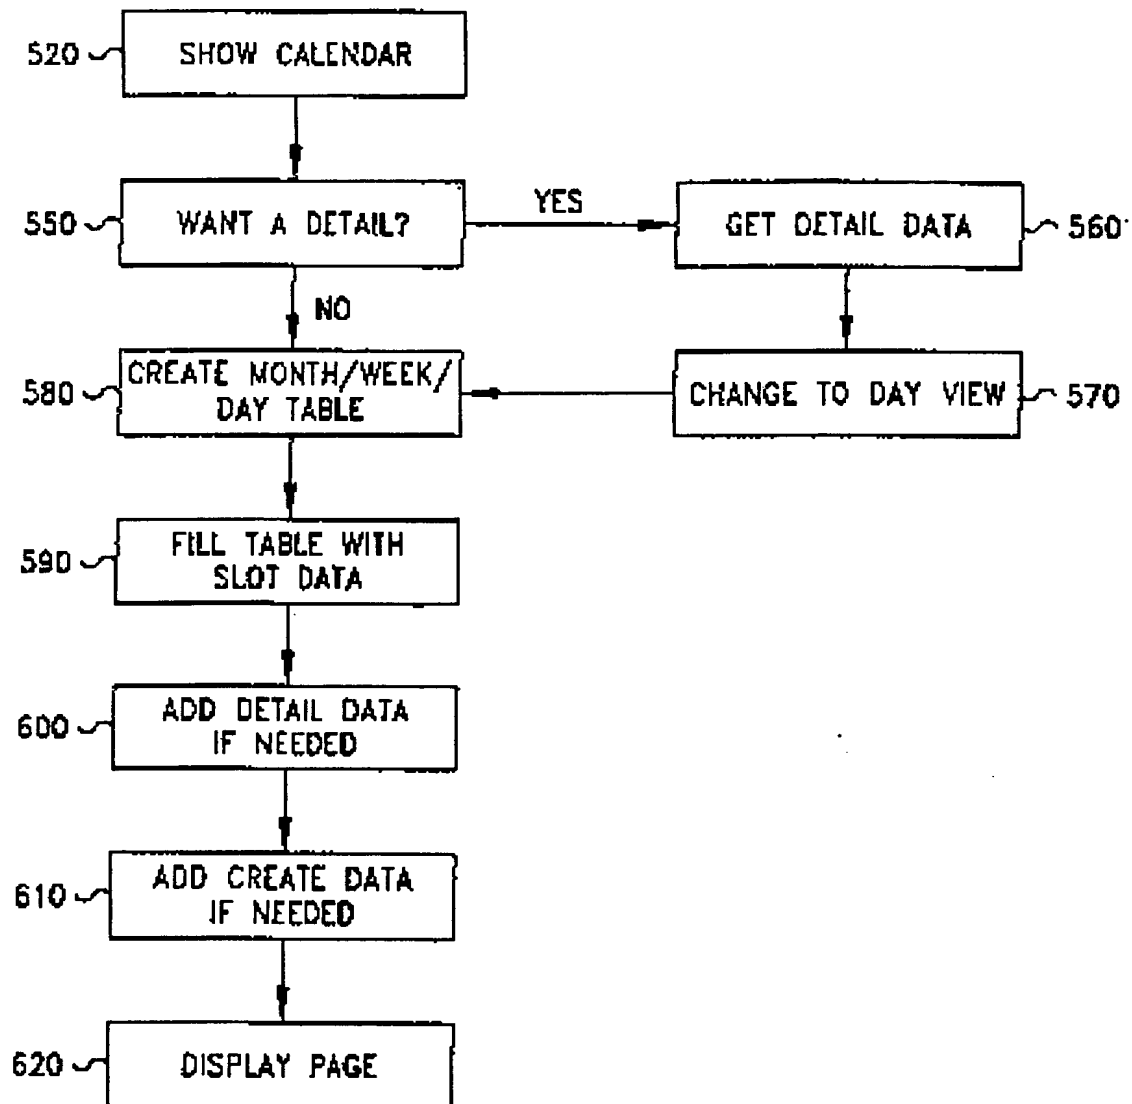 520 SHOW CALENDAR
550 WANT A DETAIL?
YES
GET DETAIL DATA 560
NO
580 CREATE MONTH/WEEK/
DAY TABLE
CHANGE TO DAY VIEW 570
590 FILL TABLE WITH
SLOT DATA
600 ADD DETAIL DATA
IF NEEDED
610 ADD CREATE DATA
IF NEEDED
620 DISPLAY PAGE